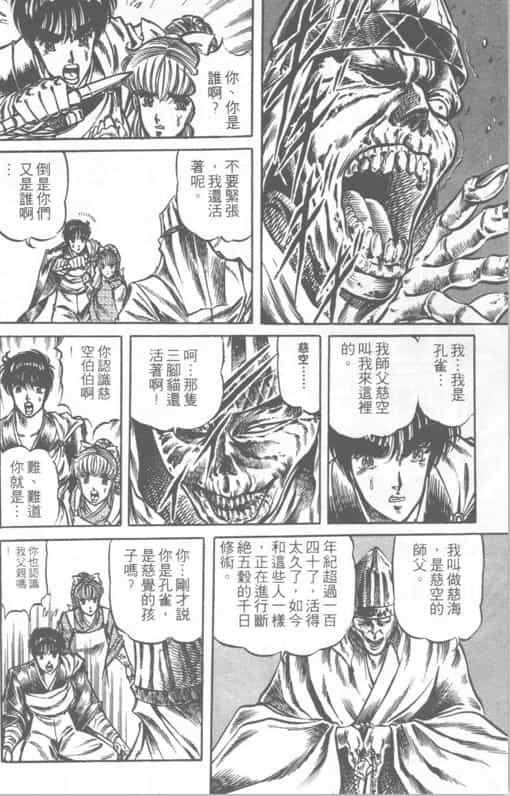 你、你是
誰啊?
不要緊張
，我還活
著呢。
倒是你們
又是誰啊
…
我…我是
孔雀…
我師父慈空
叫我來這裡
的。
慈空……
呵…那隻
三腳貓還
活著啊!
你認識慈
空伯伯啊
!
難、難道
你就是…
我叫做慈海
，是慈空的
師父。
年紀超過一百
四十了，活得
太久了，如今
和這些人一樣
，正在進行斷
絕五穀的千日
修術。
你…剛才說
你是孔雀，
是慈覺的孩
子嗎?
你也認識
我父親嗎
!